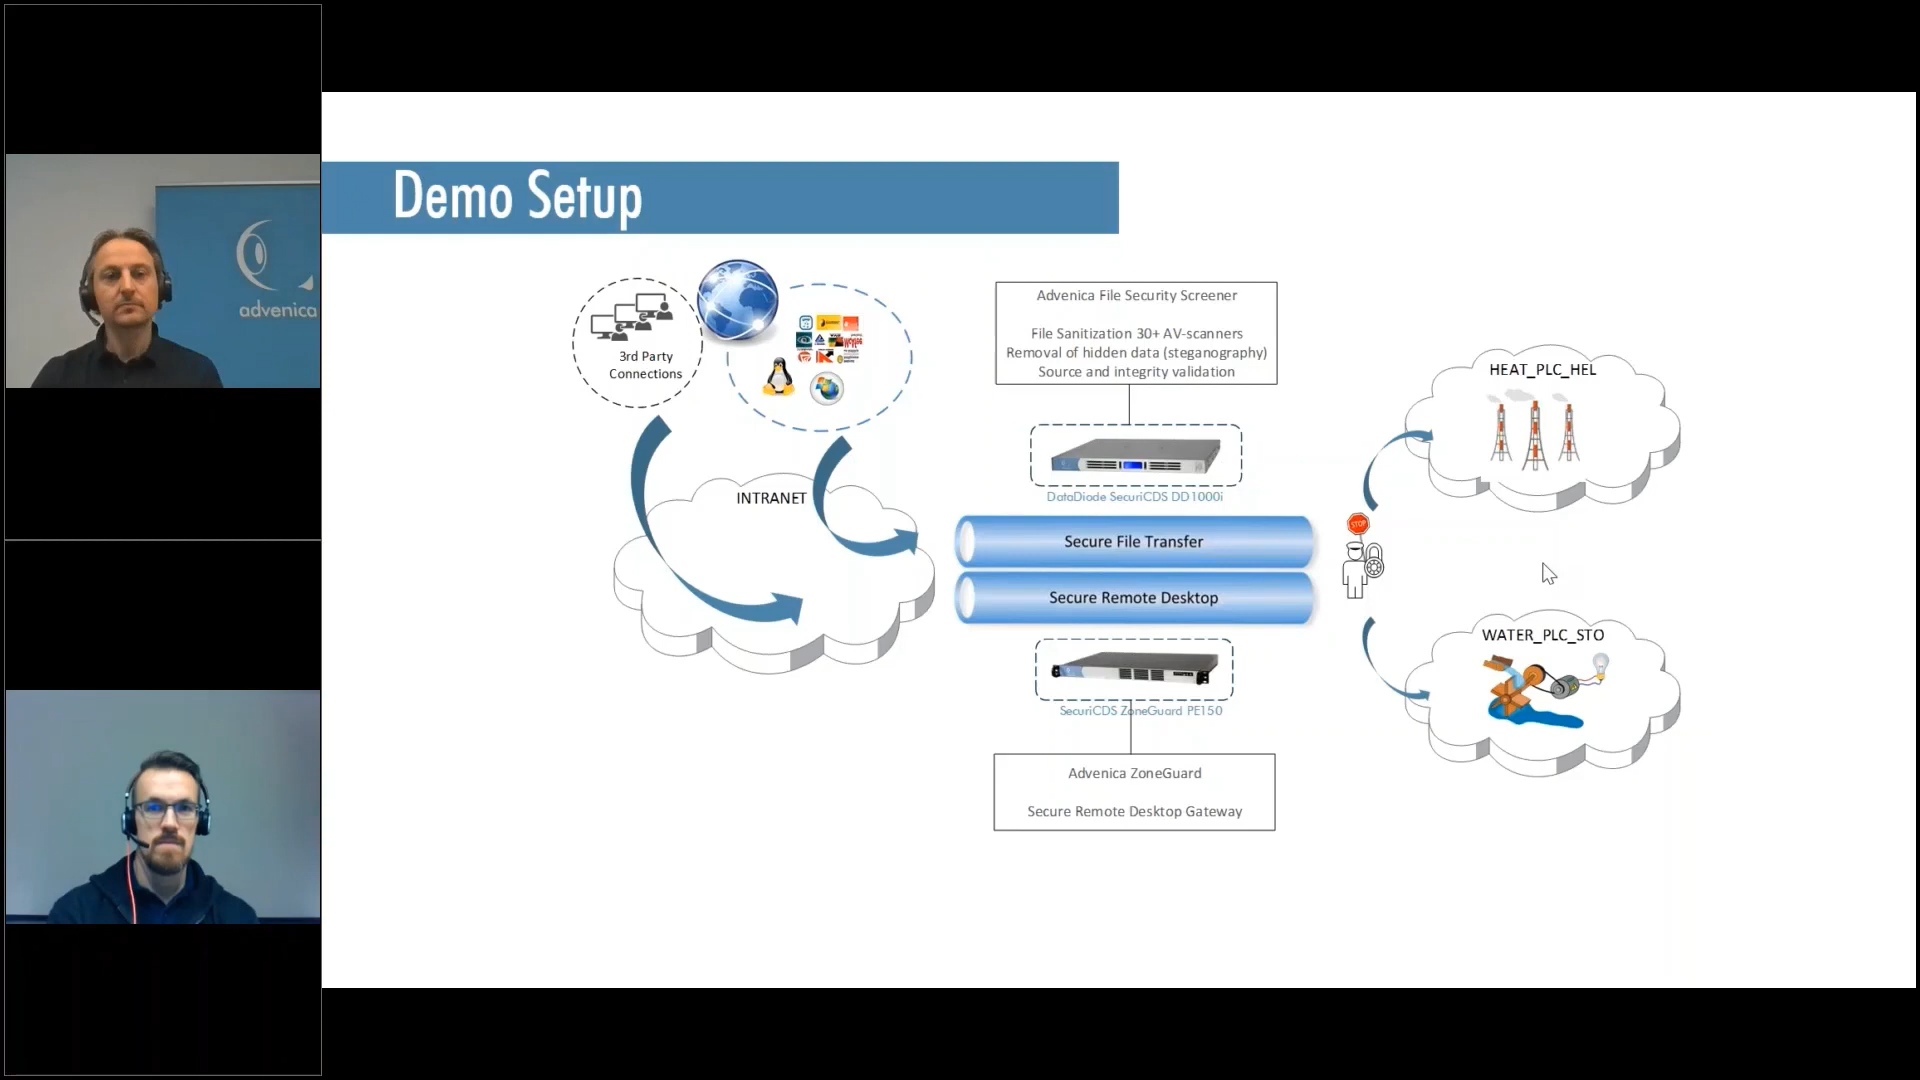 advenica
Demo Setup
3rd Party
Connections
INTRANET
Advenica File Security Screener
File Sanitization 30+ AV-scanners
Removal of hidden data (steganography)
Source and integrity validation
DataDiode SecuriCDS DD1000i
Secure File Transfer
Secure Remote Desktop
SecuriCDS ZoneGuard PE150
Advenica ZoneGuard
Secure Remote Desktop Gateway
STOP
HEAT_PLC_HEL
WATER_PLC_STO